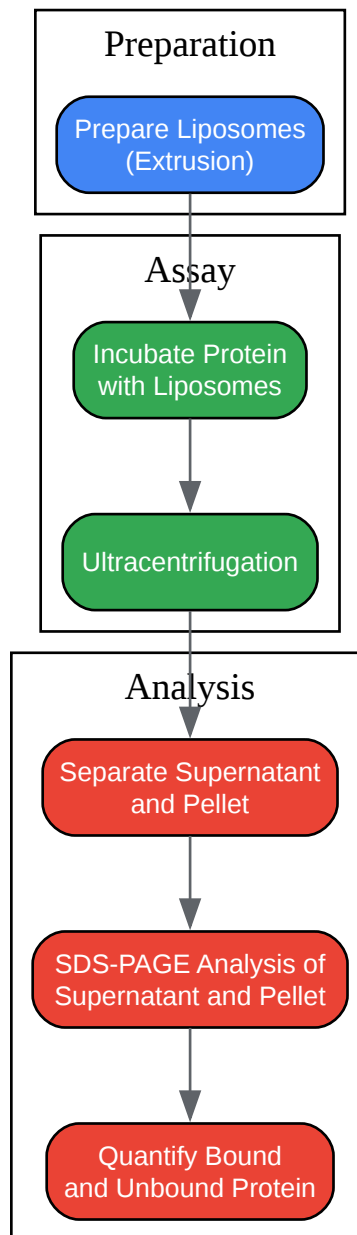 Preparation
Prepare Liposomes
(Extrusion)
Assay
Incubate Protein
with Liposomes
Ultracentrifugation
Analysis
Separate Supernatant
and Pellet
SDS-PAGE Analysis of
Supernatant and Pellet
Quantify Bound
and Unbound Protein